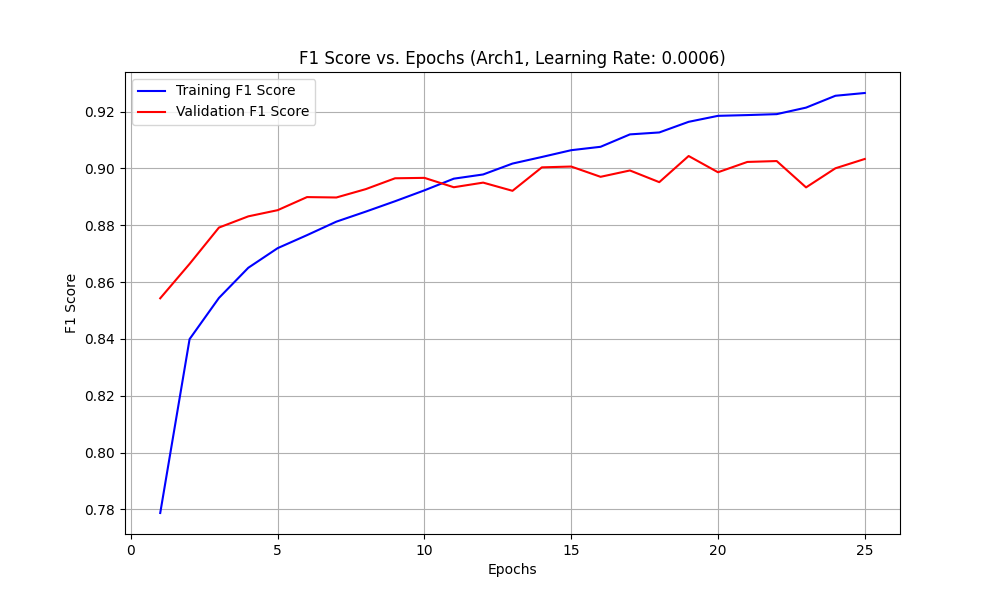 F1 Score vs. Epochs (Arch1, Learning Rate: 0.0006)
Training F1 Score
Validation F1 Score
F1 Score
0.92
0.90
0.88
0.86
0.84
0.82
0.80
0.78
0 5 10 15 20 25
Epochs